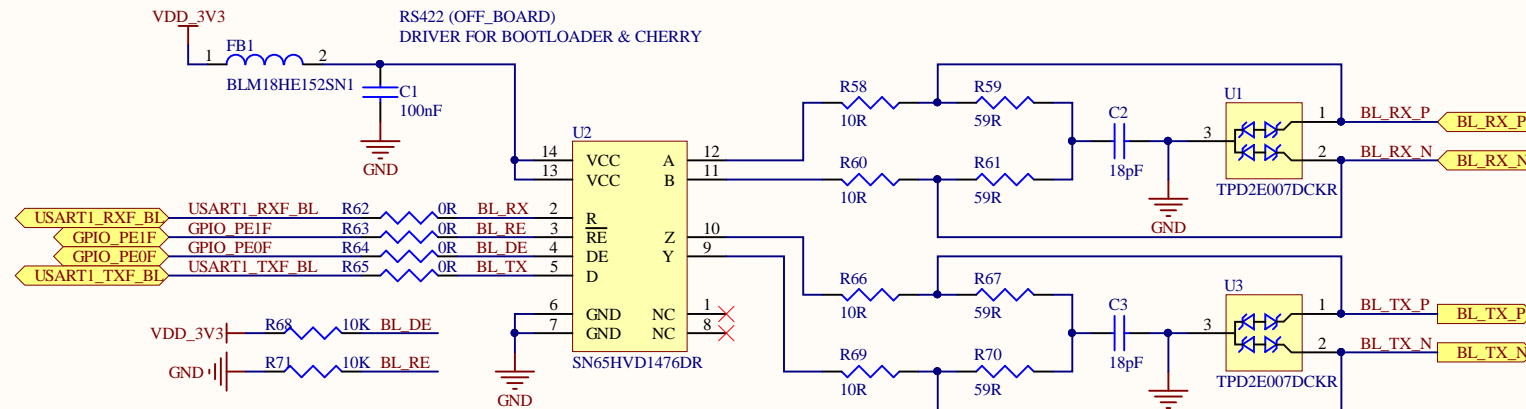 VDD_3V3
RS422 (OFF_BOARD)
DRIVER FOR BOOTLOADER & CHERRY
FB1
1
2
BLM18HE152SN1
C1
100nF
GND
U2
14
VCC
A
12
13
VCC
B
11
2
R
3
RE
Z
10
4
DE
Y
9
5
D
6
GND
NC
1
7
GND
NC
8
SN65HVD1476DR
GND
USART1_RXF_BL
USART1_RXF_BL
R62
0R
BL_RX
GPIO_PE1F
GPIO_PE1F
R63
0R
BL_RE
GPIO_PE0F
GPIO_PE0F
R64
0R
BL_DE
USART1_TXF_BL
USART1_TXF_BL
R65
0R
BL_TX
VDD_3V3
R68
10K
BL_DE
GND
R71
10K
BL_RE
R58
10R
R59
59R
R60
10R
R61
59R
C2
18pF
GND
U1
3
1
2
TPD2E007DCKR
BL_RX_P
BL_RX_P
BL_RX_N
BL_RX_N
R66
10R
R67
59R
R69
10R
R70
59R
C3
18pF
U3
3
1
2
TPD2E007DCKR
BL_TX_P
BL_TX_P
BL_TX_N
BL_TX_N